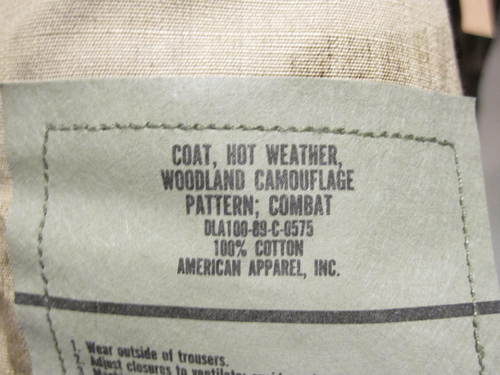 COAT, HOT WEATHER,
WOODLAND CAMOUFLAGE
PATTERN; COMBAT
DLA100-89-C-0575
100% COTTON
AMERICAN APPAREL, INC.
1. Wear outside of trousers.
2. Adjust closures to
3.